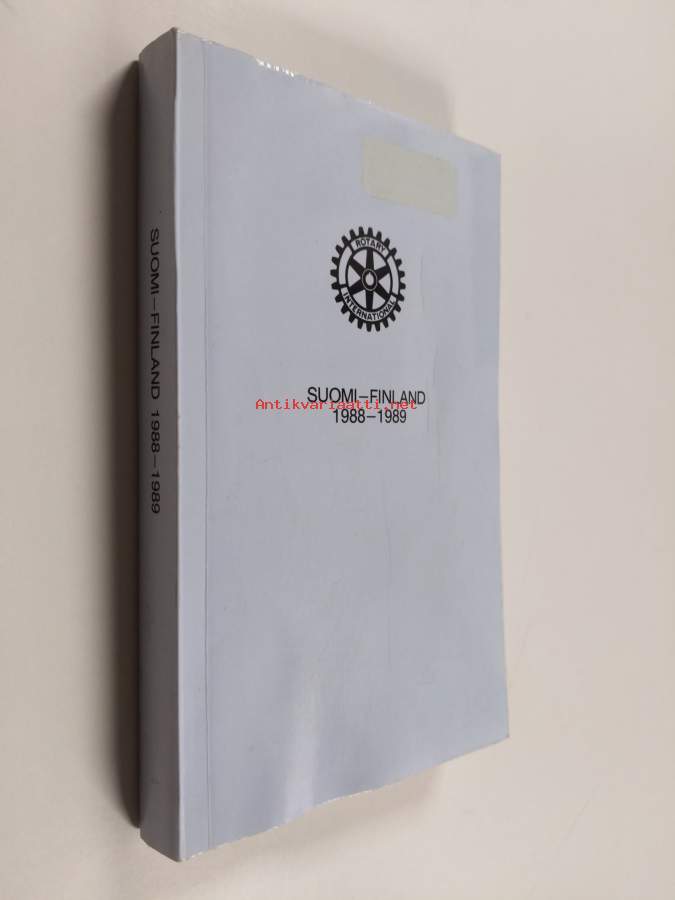 SUOMI–FINLAND 1988–1989
ROTARY
INTERNATIONAL
SUOMI–FINLAND
Antikvariaatti.net
1988–1989